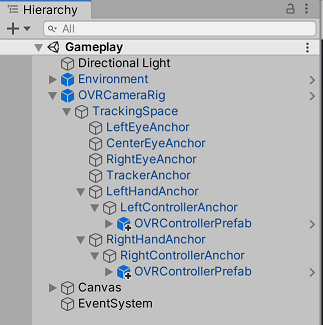 Hierarchy
All
Gameplay
Directional Light
Environment
OVRCameraRig
TrackingSpace
LeftEyeAnchor
CenterEyeAnchor
RightEyeAnchor
TrackerAnchor
LeftHandAnchor
LeftControllerAnchor
OVRControllerPrefab
RightHandAnchor
RightControllerAnchor
OVRControllerPrefab
Canvas
EventSystem